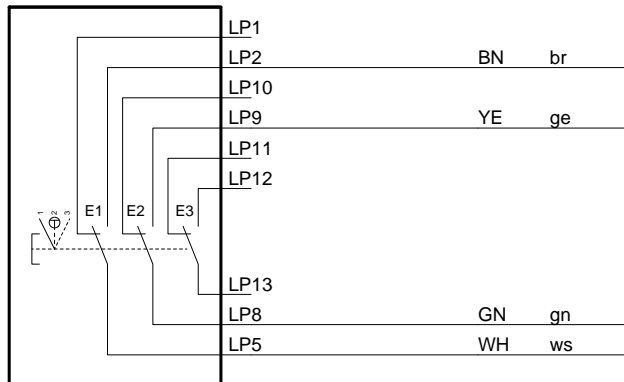 LP1
LP2 BN br
LP10
LP9 YE ge
LP11
LP12
1 2 3 E1 E2 E3
LP13
LP8 GN gn
LP5 WH ws